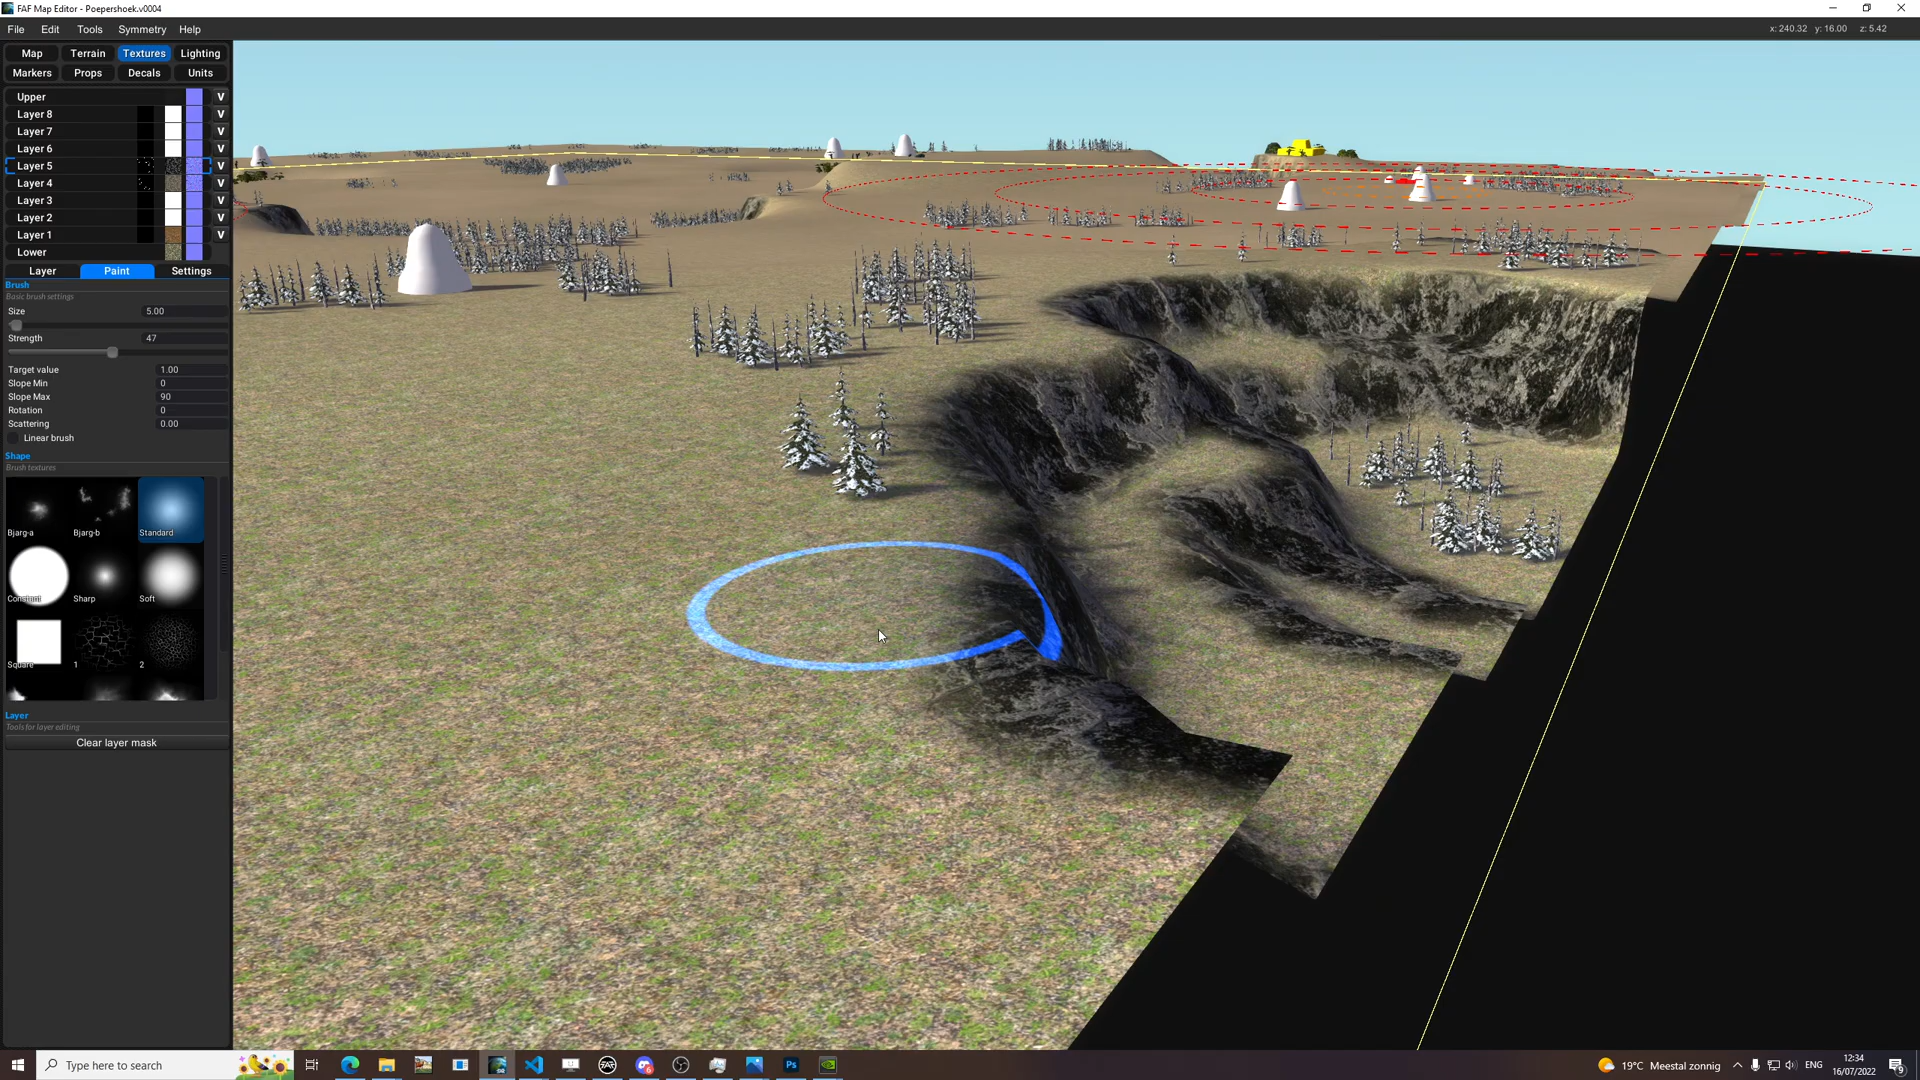 FAF Map Editor - Poepershoek.v0004
File Edit Tools Symmetry Help
x: 240.32 y: 16.00 z: 5.42
Map Terrain Textures Lighting
Markers Props Decals Units
Upper V
Layer 8 V
Layer 7 V
Layer 6 V
Layer 5 V
Layer 4 V
Layer 3 V
Layer 2 V
Layer 1 V
Lower
Layer Paint Settings
Brush
Basic brush settings
Size 5.00
Strength 47
Target value 1.00
Slope Min 0
Slope Max 90
Rotation 0
Scattering 0.00
Linear brush
Shape
Brush textures
Bjarg-a Bjarg-b Standard
Constant Sharp Soft
Square 1 2
Layer
Tools for layer editing
Clear layer mask
Type here to search
FAF
Ps
19°C Meestal zonnig
ENG
12:34
16/07/2022
9